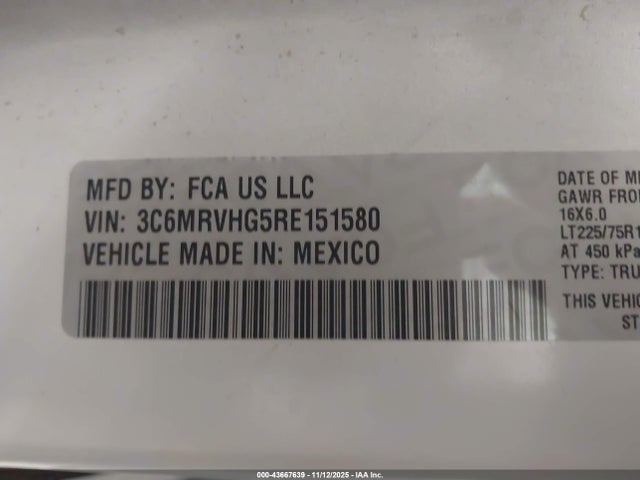 MFD BY: FCA US LLC
VIN: 3C6MRVHG5RE151580
VEHICLE MADE IN: MEXICO
DATE OF M
GAWR FRO
16X6.0
LT225/75R1
AT 450 kPa
TYPE: TRU
THIS VEHIC
ST
000-43667639 - 11/12/2025 - IAA Inc.